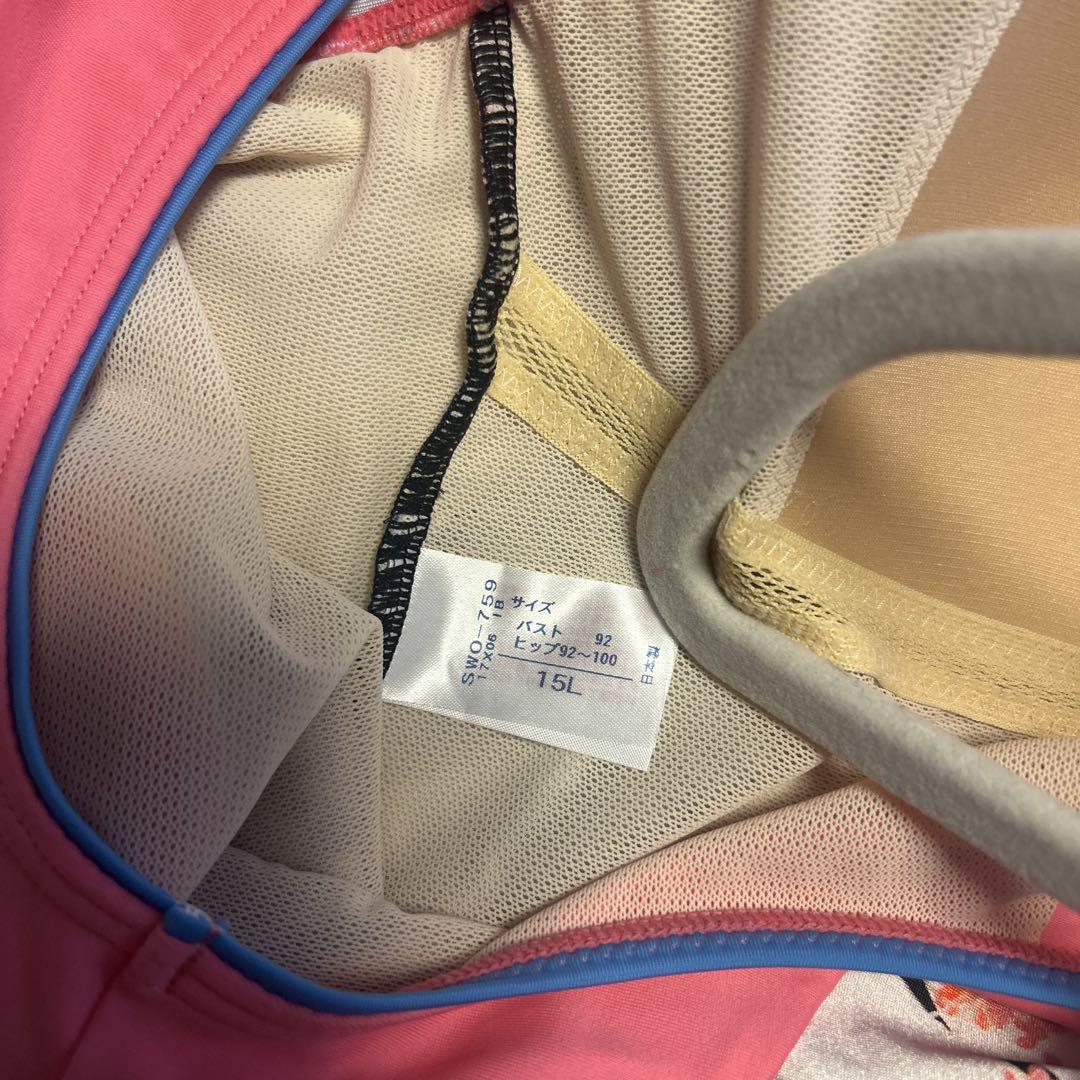 SWO-759
17X06 1B
サイズ
バスト 92
ヒップ92～100
15L
日本製